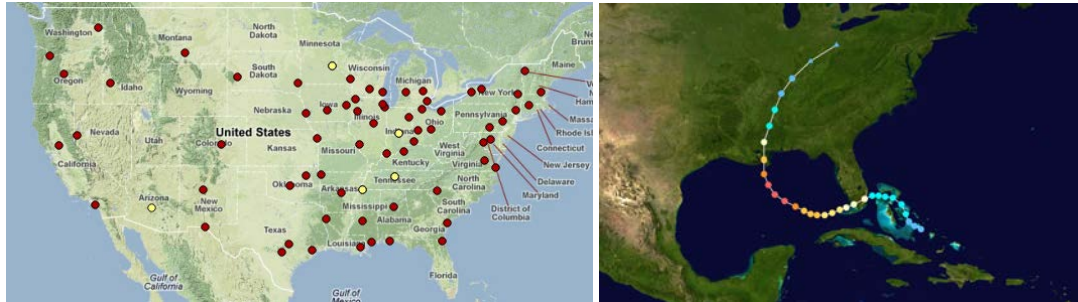 Washington
Montana
North
Dakota
Minnesota
Maine
Oregon
Idaho
Wyoming
South
Dakota
Wisconsin
Michigan
New York
Nebraska
Iowa
Illinois
Ohio
Pennsylvania
Massa
Rhode Isl
Connecticut
Nevada
Utah
Colorado
United States
Kansas
Missouri
Indiana
West
Virginia
Virginia
Kentucky
New Jersey
Delaware
Maryland
District of
Columbia
California
Arizona
New
Mexico
Oklahoma
Arkansas
Tennessee
North
Carolina
South
Carolina
Mississippi
Alabama
Georgia
Texas
Louisiana
Florida
Gulf of
California
Gulf of
Mexico